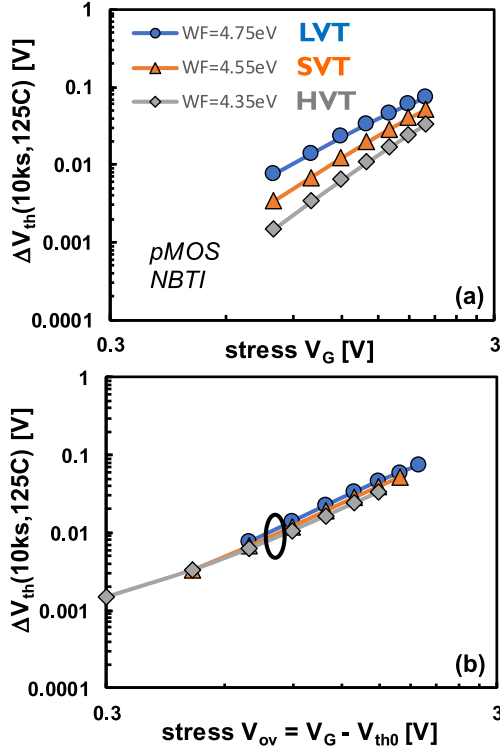 1
WF=4.75eV LVT
0.1
WF=4.55eV SVT
WF=4.35eV HVT
0.01
0.001
pMOS
NBTI
(a)
0.0001
0.3
3
stress VG [V]
ΔVth(10ks,125C) [V]
1
0.1
0.01
0.001
(b)
0.0001
0.3
3
stress Vov = VG - Vth0 [V]
ΔVth(10ks,125C) [V]